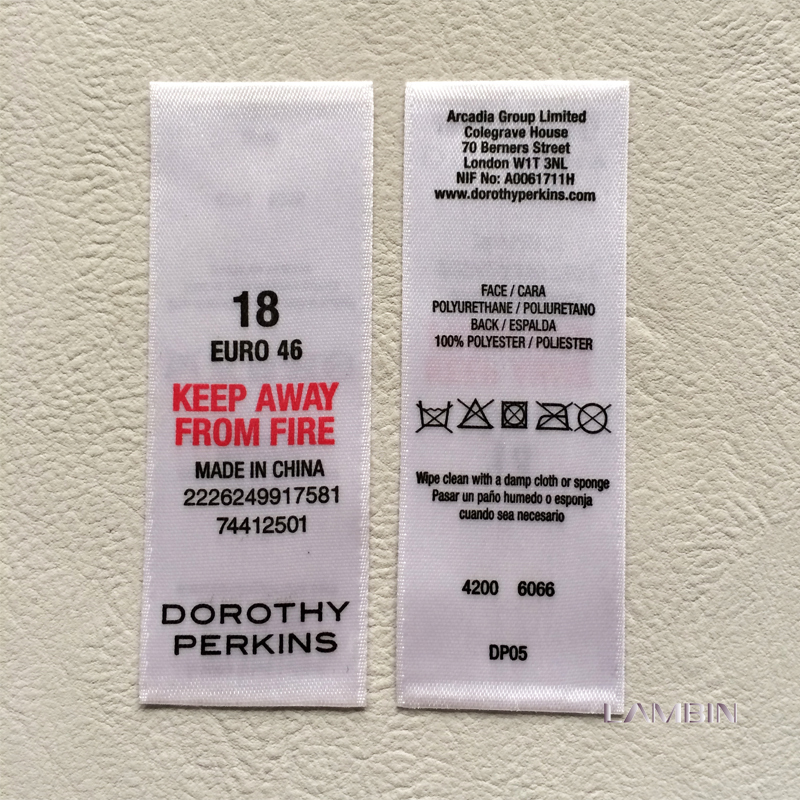 18
EURO 46
KEEP AWAY
FROM FIRE
MADE IN CHINA
2226249917581
74412501
DOROTHY
PERKINS
Arcadia Group Limited
Colegrave House
70 Berners Street
London W1T 3NL
NIF No: A0061711H
www.dorothyperkins.com
FACE / CARA
POLYURETHANE / POLIURETANO
BACK / ESPALDA
100% POLYESTER / POLIESTER
Wipe clean with a damp cloth or sponge
Pasar un paño humedo o esponja
cuando sea necesario
4200 6066
DP05
LAMBIN